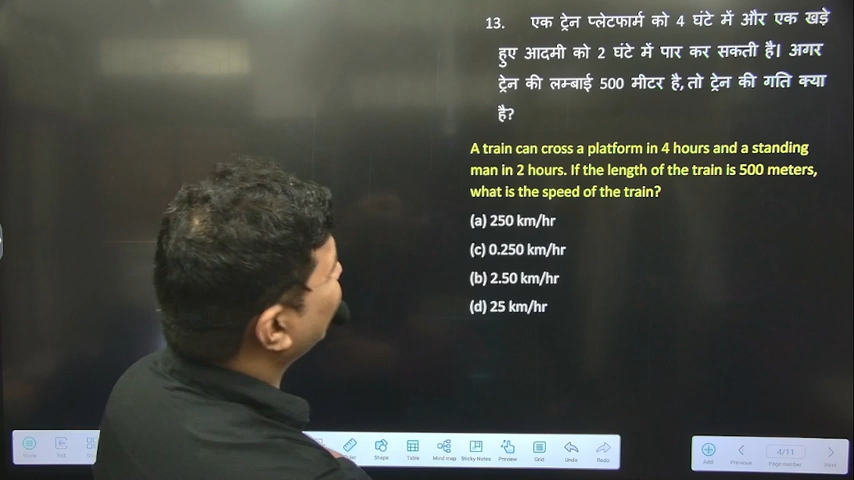 13. एक ट्रेन प्लेटफार्म को 4 घंटे में और एक खड़े
हुए आदमी को 2 घंटे में पार कर सकती है। अगर
ट्रेन की लम्बाई 500 मीटर है, तो ट्रेन की गति क्या
है?
A train can cross a platform in 4 hours and a standing
man in 2 hours. If the length of the train is 500 meters,
what is the speed of the train?
(a) 250 km/hr
(c) 0.250 km/hr
(b) 2.50 km/hr
(d) 25 km/hr
Shape Table Mind map Sticky Notes Preview Grid Undo Redo
Add Previous 4/11 Page number Next